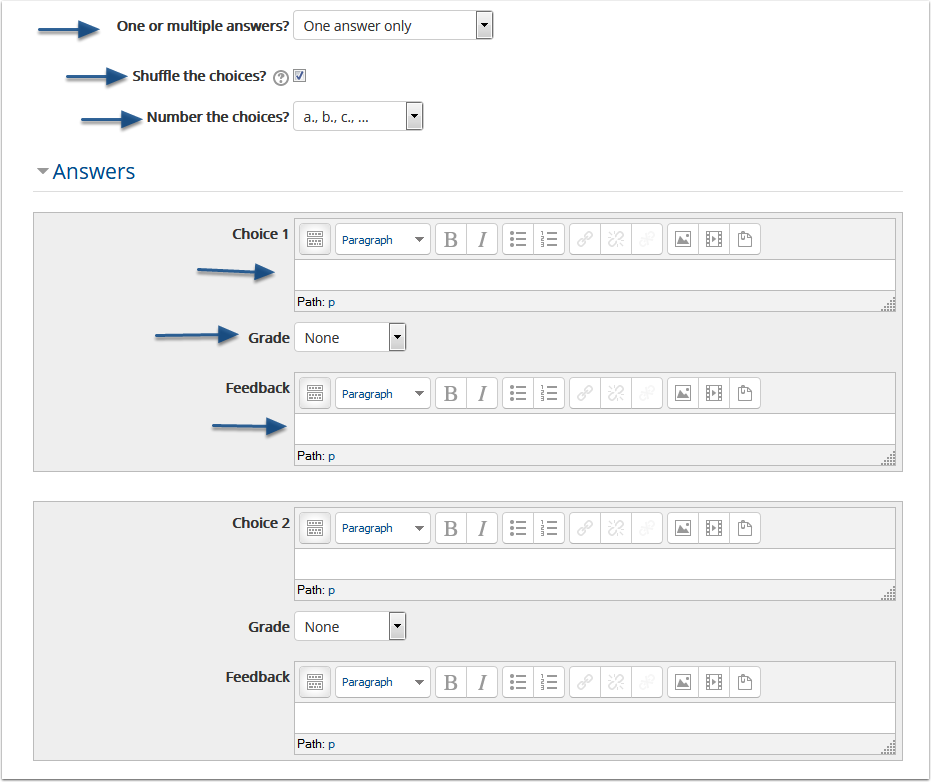 One or multiple answers? One answer only
Shuffle the choices?
Number the choices? a., b., c., ...
Answers
Choice 1 Paragraph B I
Path: p
Grade None
Feedback Paragraph B I
Path: p
Choice 2 Paragraph B I
Path: p
Grade None
Feedback Paragraph B I
Path: p